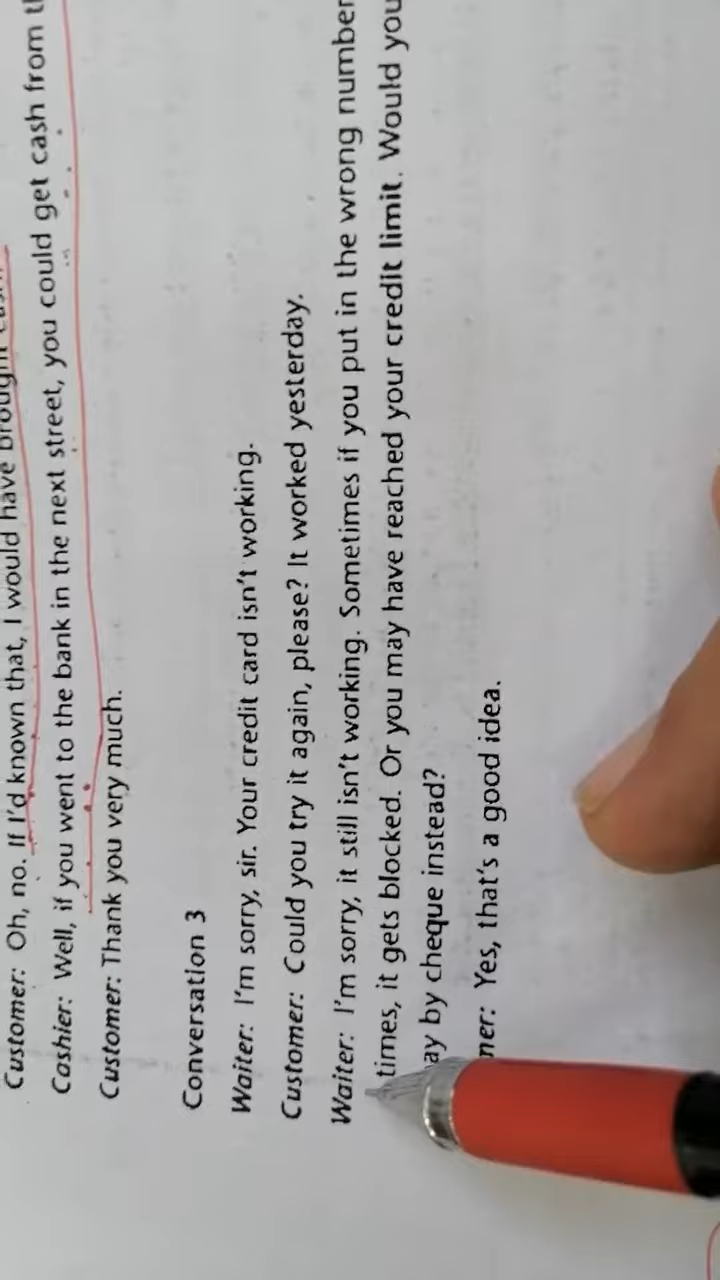 Customer: Oh, no. If I'd known that, I would have brought cash.
Cashier: Well, if you went to the bank in the next street, you could get cash from
Customer: Thank you very much.
Conversation 3
Waiter: I'm sorry, sir. Your credit card isn't working.
Customer: Could you try it again, please? It worked yesterday.
Waiter: I'm sorry, it still isn't working. Sometimes if you put in the wrong number
times, it gets blocked. Or you may have reached your credit limit. Would you
ay by cheque instead?
mer: Yes, that's a good idea.